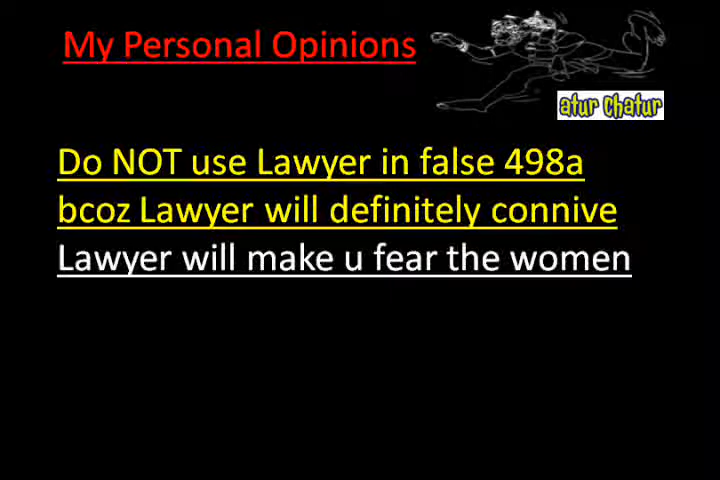 My Personal Opinions
atur chatur
Do NOT use Lawyer in false 498a
bcoz Lawyer will definitely connive
Lawyer will make u fear the women